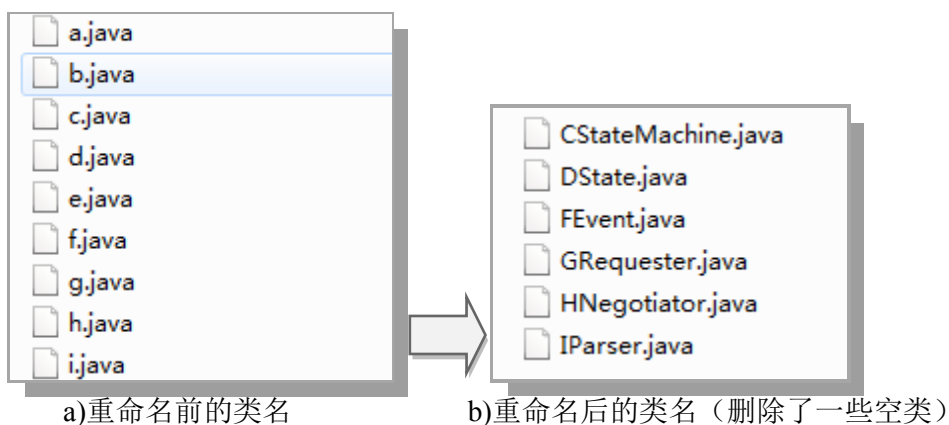 a.java
b.java
c.java
d.java
e.java
f.java
g.java
h.java
i.java
CStateMachine.java
DState.java
FEvent.java
GRequester.java
HNegotiator.java
IParser.java
a)重命名前的类名
b)重命名后的类名（删除了一些空类）